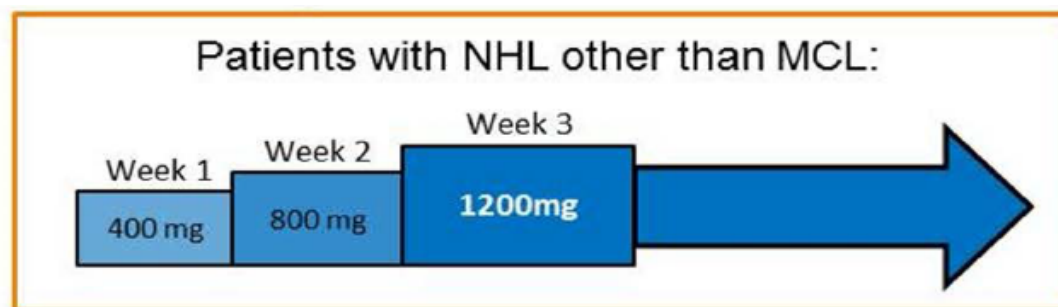 Patients with NHL other than MCL:
Week 1
Week 2
Week 3
400 mg
800 mg
1200mg